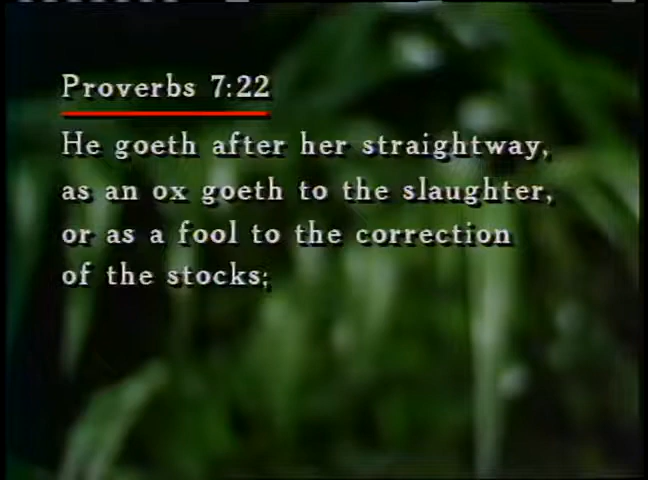 Proverbs 7:22
He goeth after her straightway,
as an ox goeth to the slaughter,
or as a fool to the correction
of the stocks;